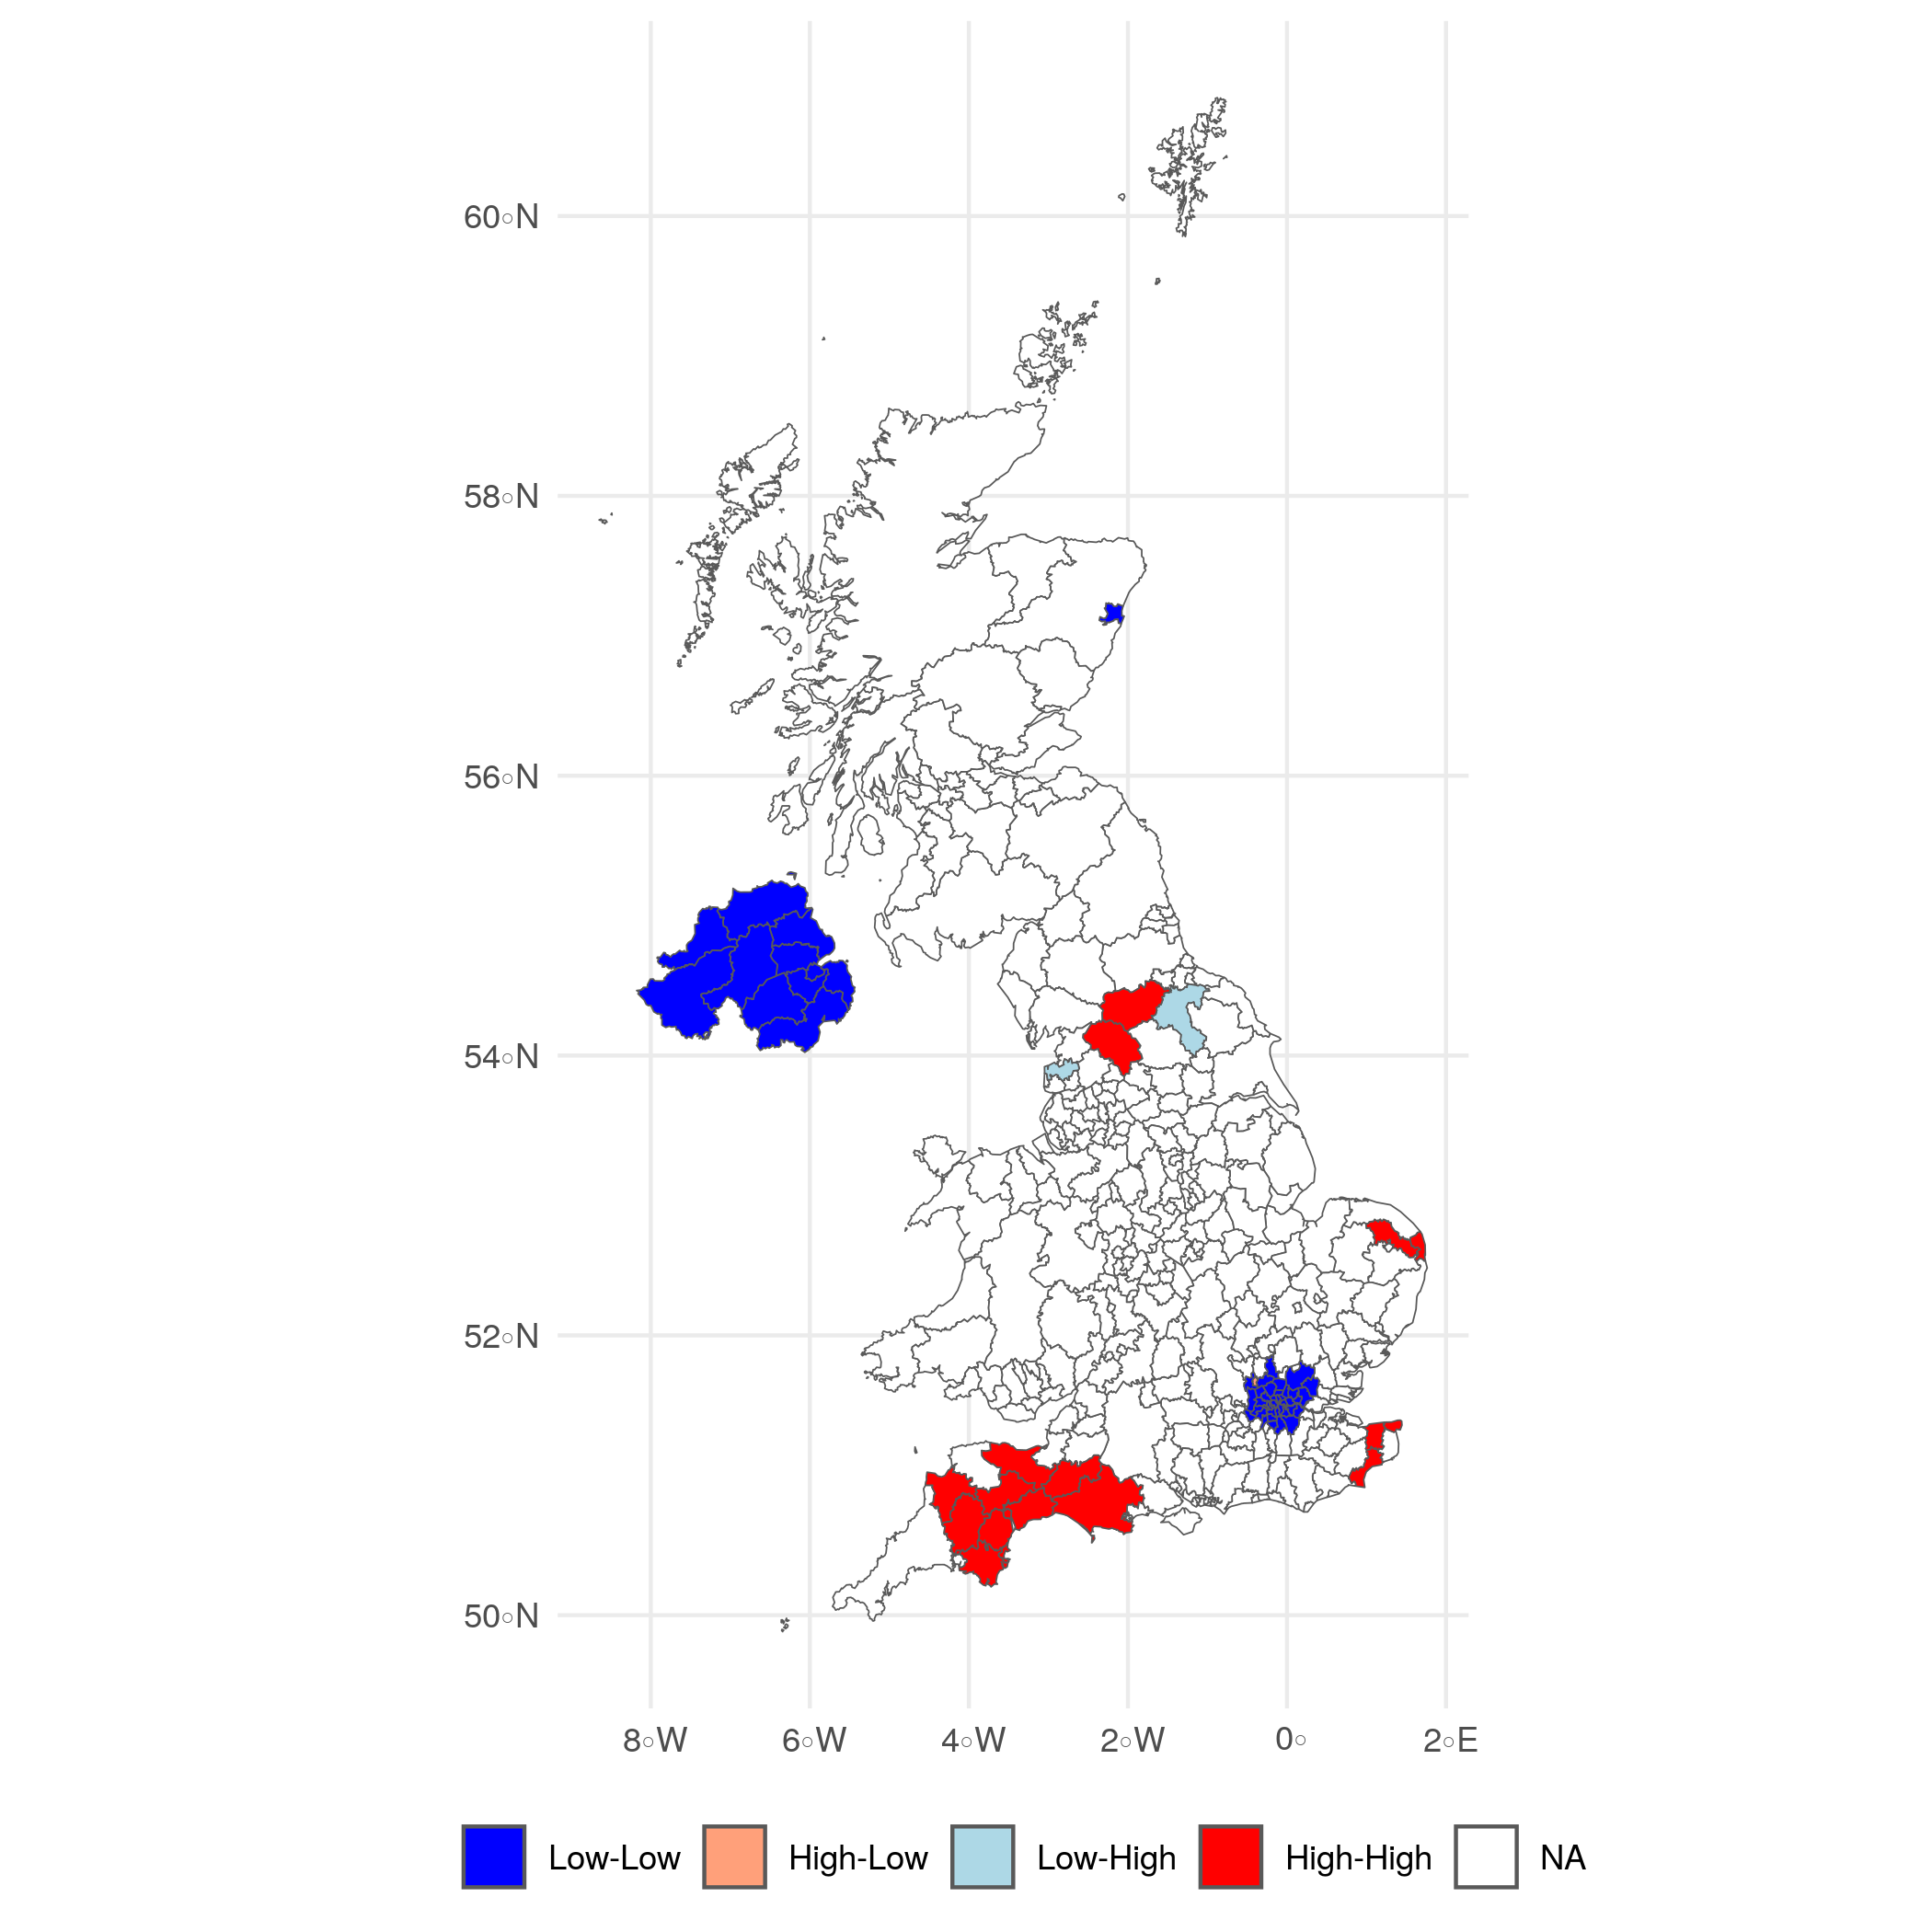 60◦N
58◦N
56◦N
54◦N
52◦N
50◦N
8◦W 6◦W 4◦W 2◦W 0◦ 2◦E
Low-Low High-Low Low-High High-High NA